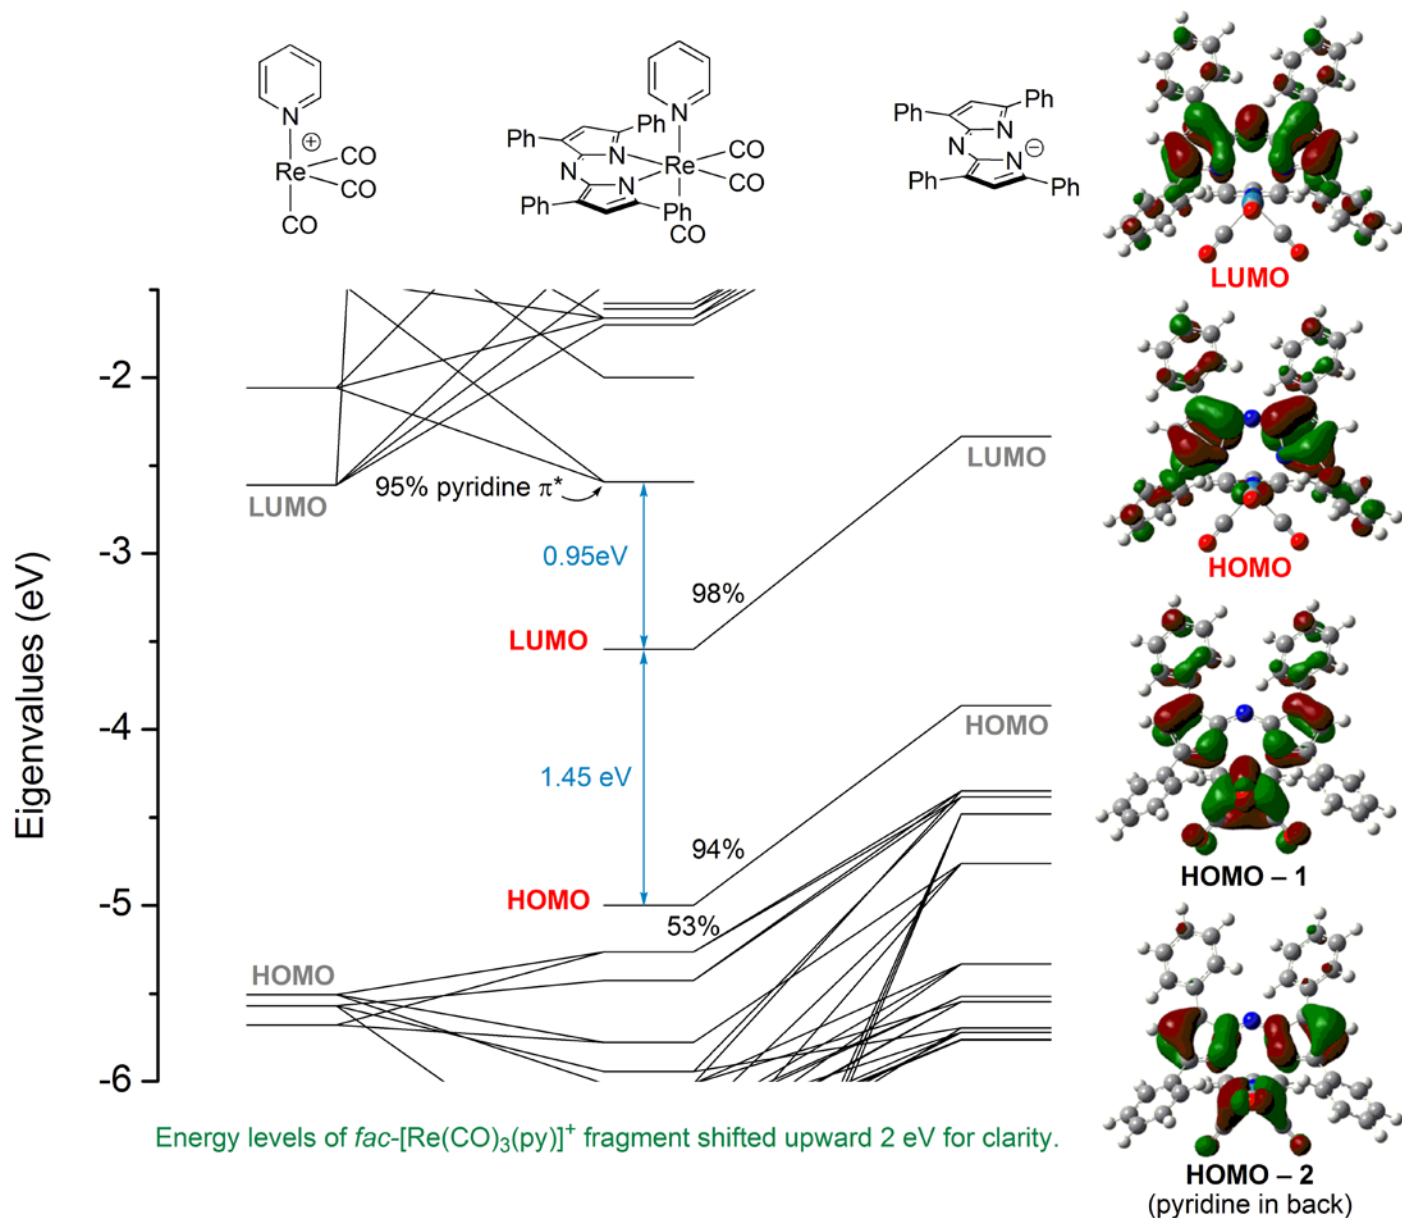 N
⊕
Re
CO
CO
CO
Ph
Ph
N
N
N
N
Re
CO
CO
Ph
Ph
CO
Ph
Ph
N
N
N
⊖
Ph
Ph
LUMO
HOMO
HOMO – 1
HOMO – 2
(pyridine in back)
Eigenvalues (eV)
-2
-3
-4
-5
-6
LUMO
HOMO
95% pyridine π*
0.95eV
LUMO
1.45 eV
HOMO
98%
94%
53%
LUMO
HOMO
Energy levels of fac-[Re(CO)3(py)]+ fragment shifted upward 2 eV for clarity.